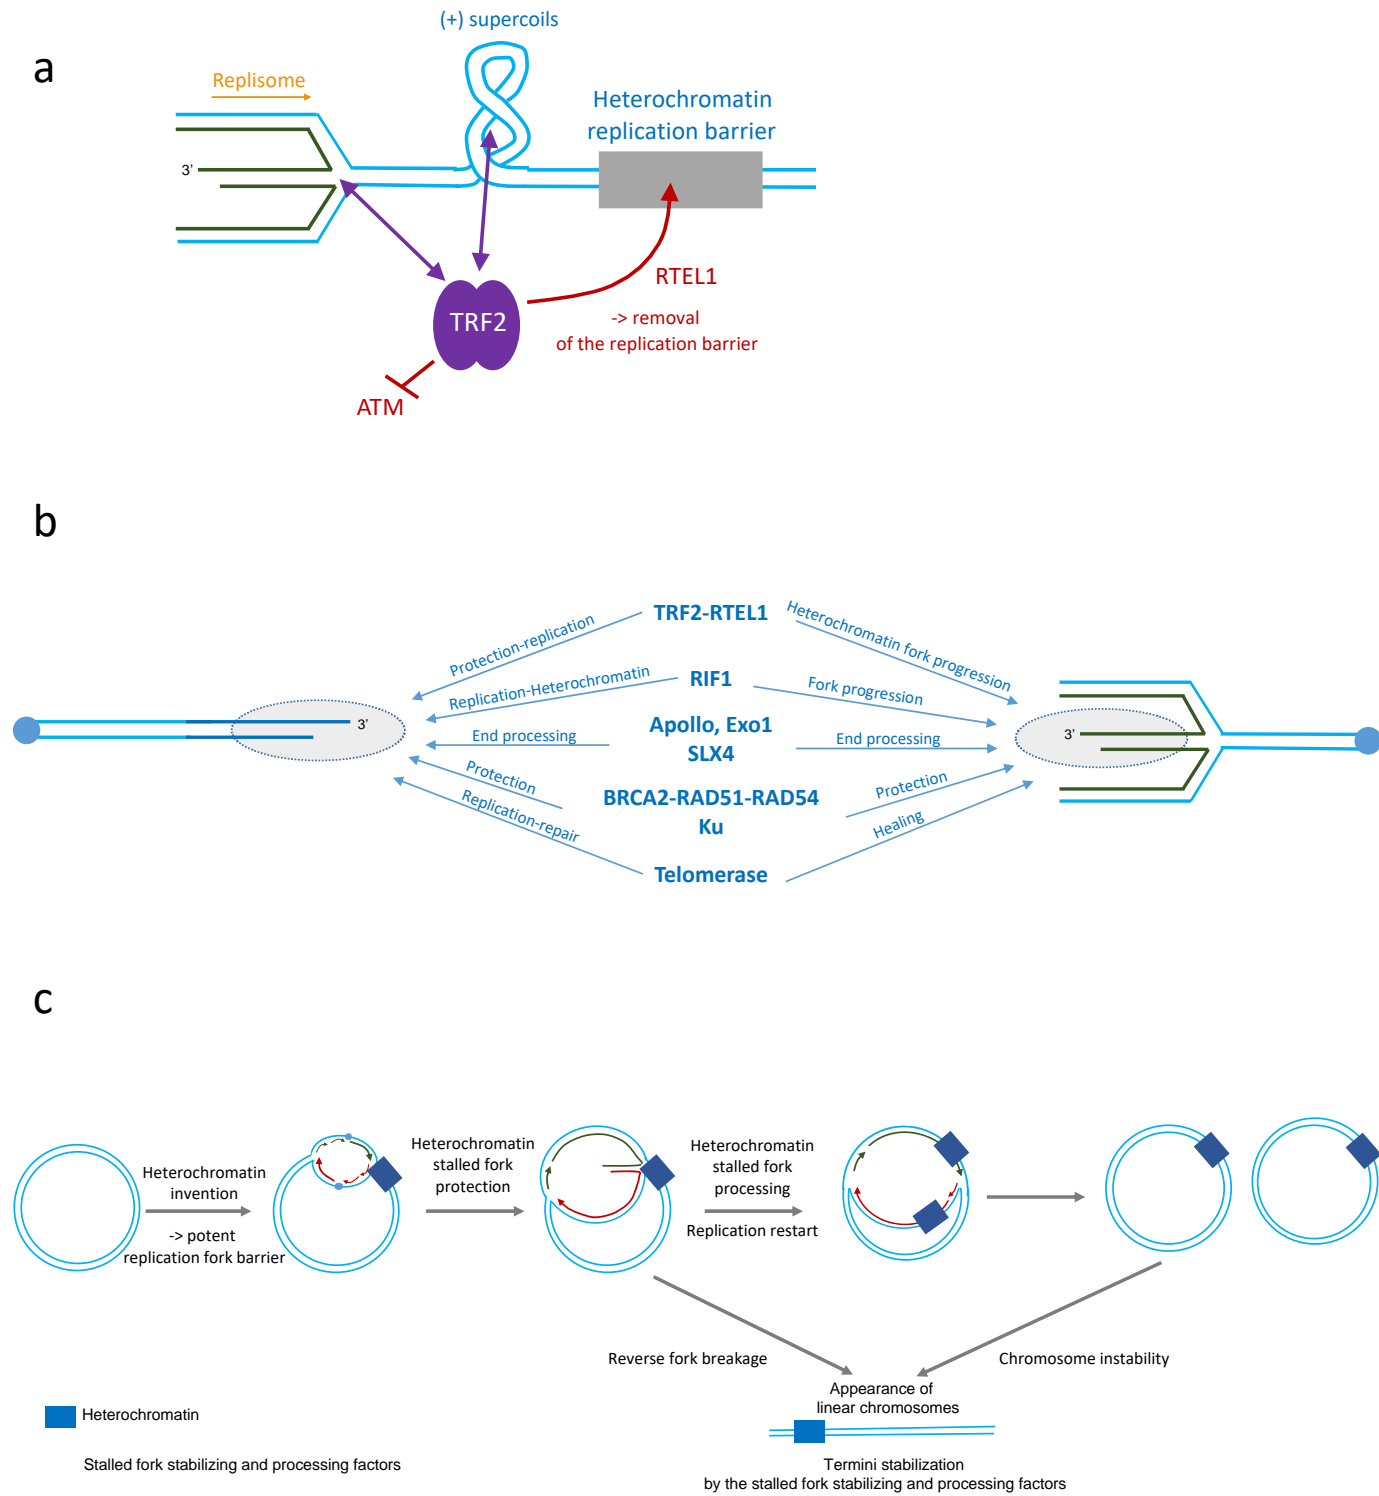 a
(+) supercoils
Replisome
Heterochromatin
replication barrier
3'
RTEL1
TRF2
-> removal
of the replication barrier
ATM
b
TRF2-RTEL1
Protection-replication
Heterochromatin fork progression
RIF1
Replication-Heterochromatin
Fork progression
Apollo, Exo1
SLX4
3'
End processing
End processing
3'
Protection
Protection
BRCA2-RAD51-RAD54
Ku
Replication-repair
Healing
Telomerase
c
Heterochromatin
invention
-> potent
replication fork barrier
Heterochromatin
stalled fork
protection
Heterochromatin
stalled fork
processing
Replication restart
Reverse fork breakage
Chromosome instability
Appearance of
linear chromosomes
Heterochromatin
Stalled fork stabilizing and processing factors
Termini stabilization
by the stalled fork stabilizing and processing factors